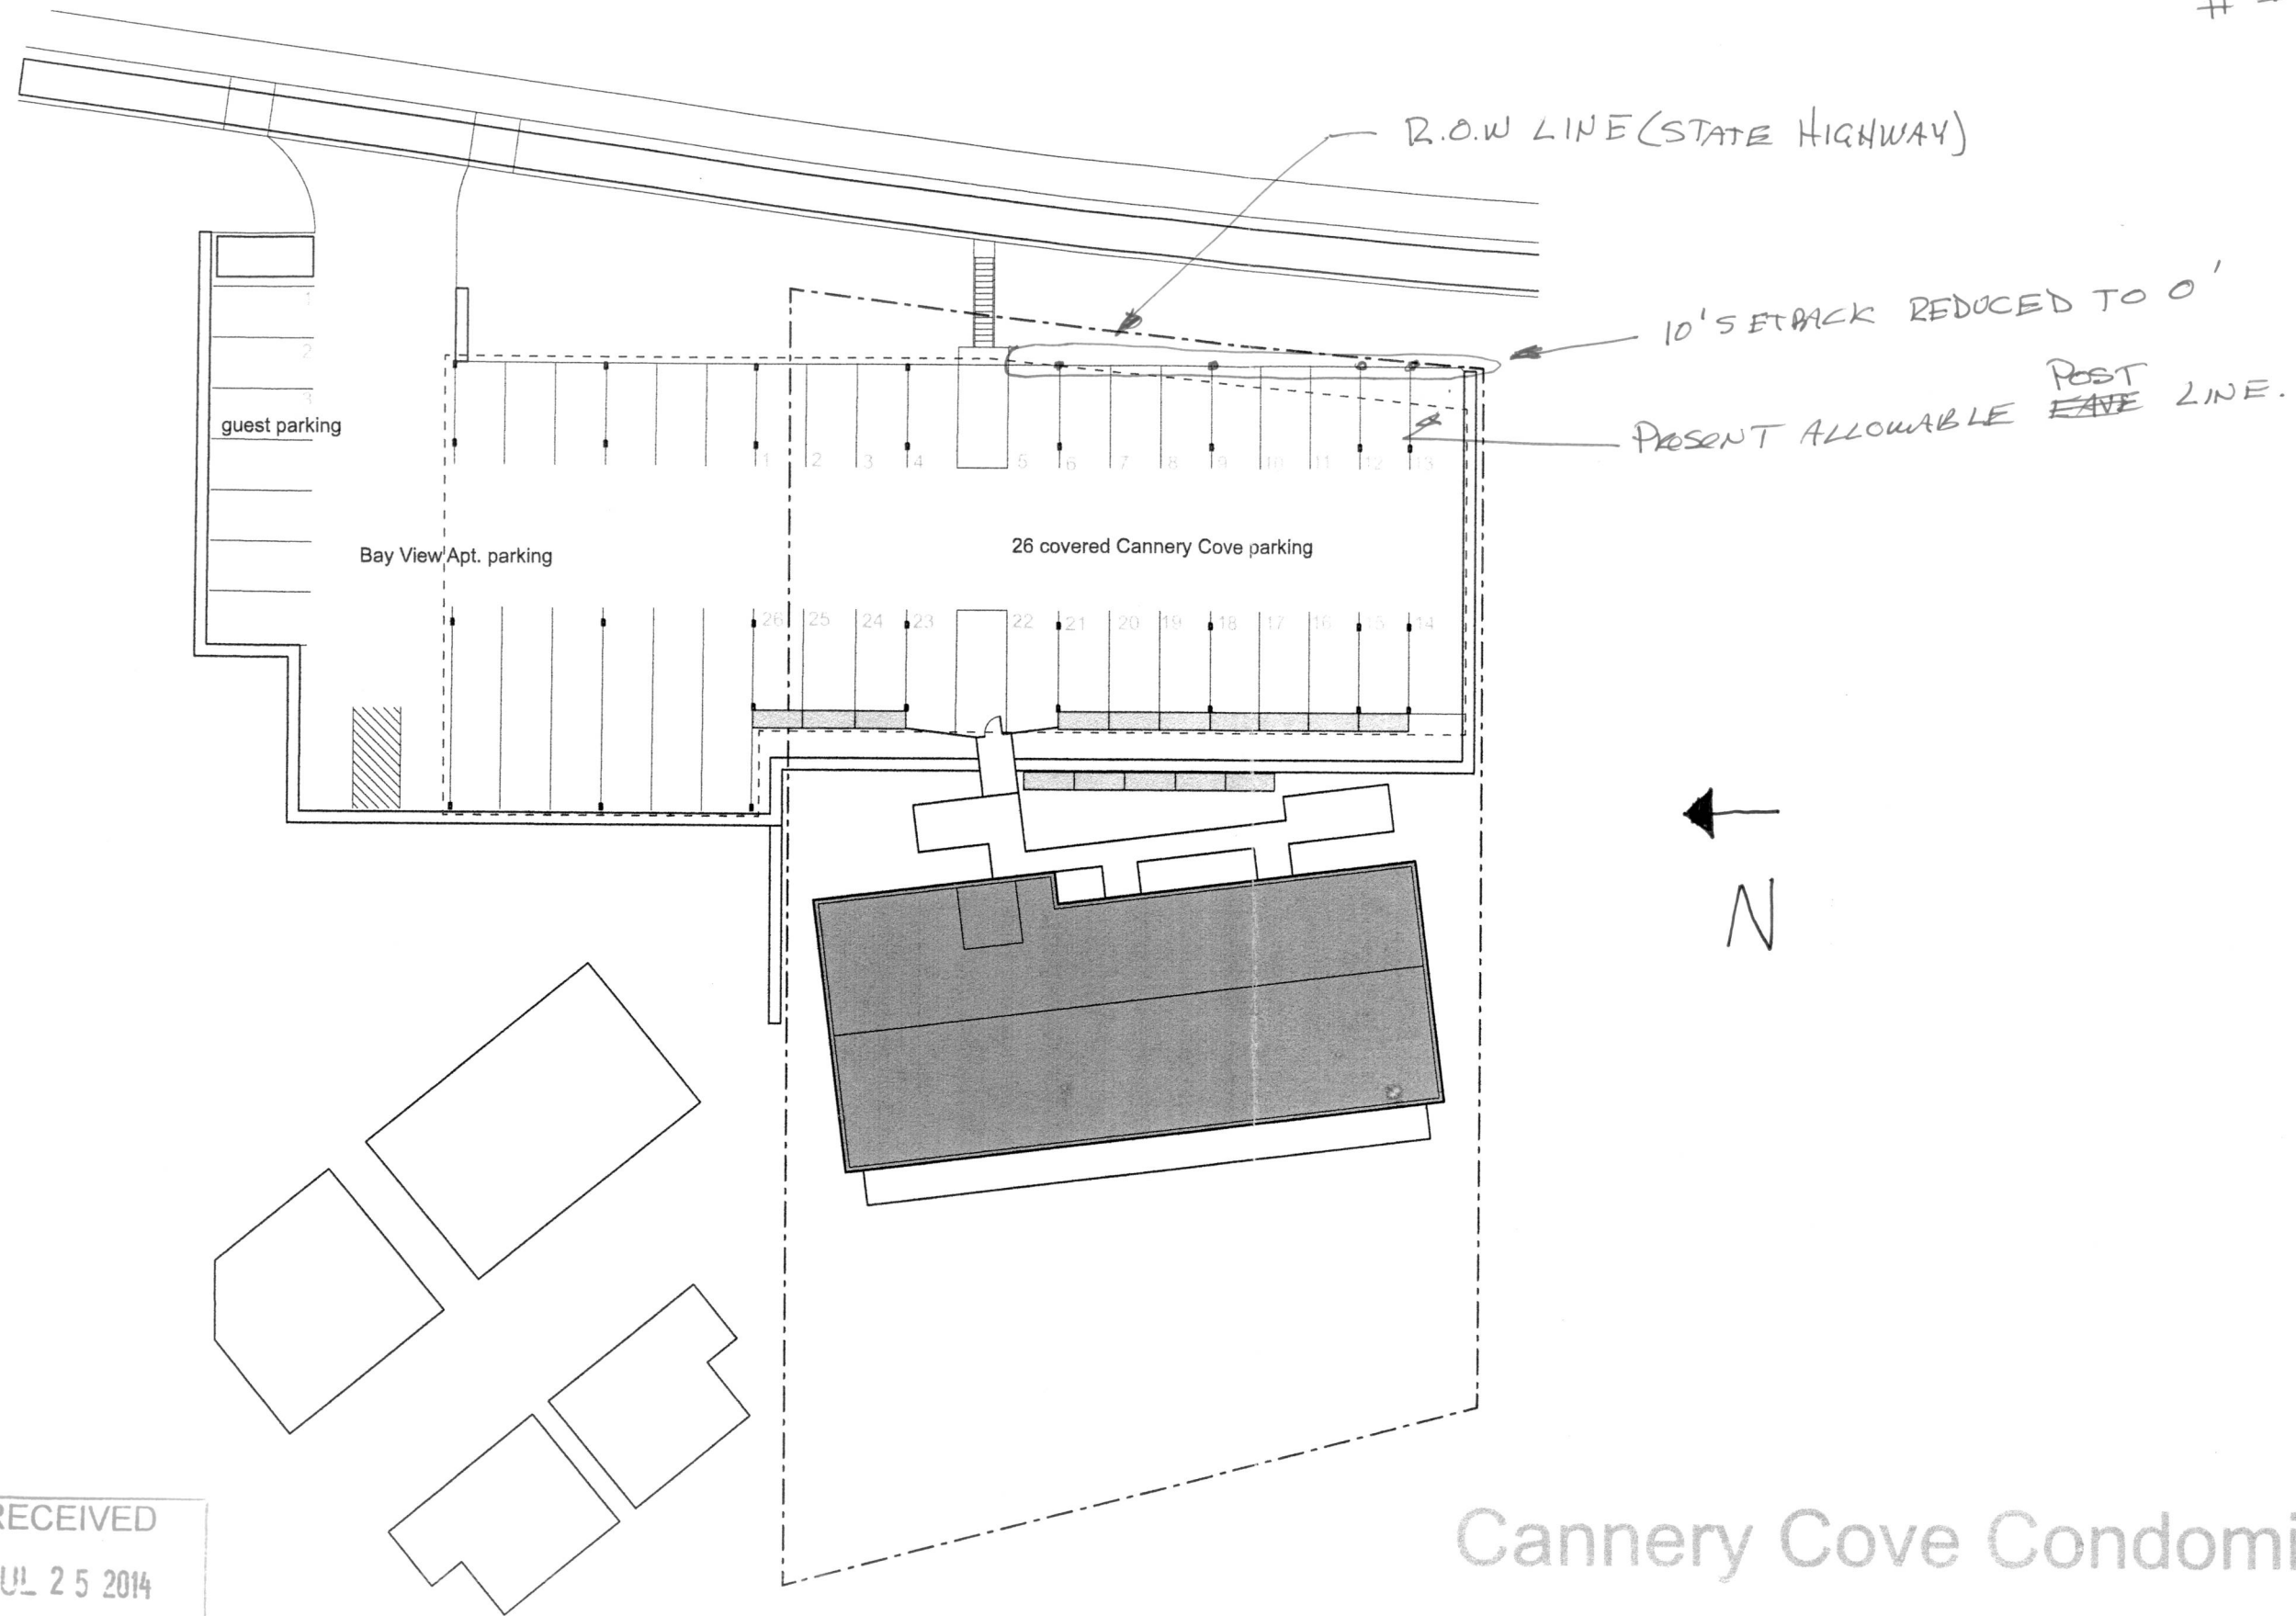 #
R.O.W LINE (STATE HIGHWAY)
10' SETBACK REDUCED TO 0'
POST
PRESENT ALLOWABLE EAVE LINE.
1
2
3
guest parking
1 2 3 4 5 6 7 8 9 10 11 12 13
Bay View Apt. parking
26 covered Cannery Cove parking
26 25 24 23 22 21 20 19 18 17 16 15 14
N
RECEIVED
JUL 25 2014
Cannery Cove Condomi